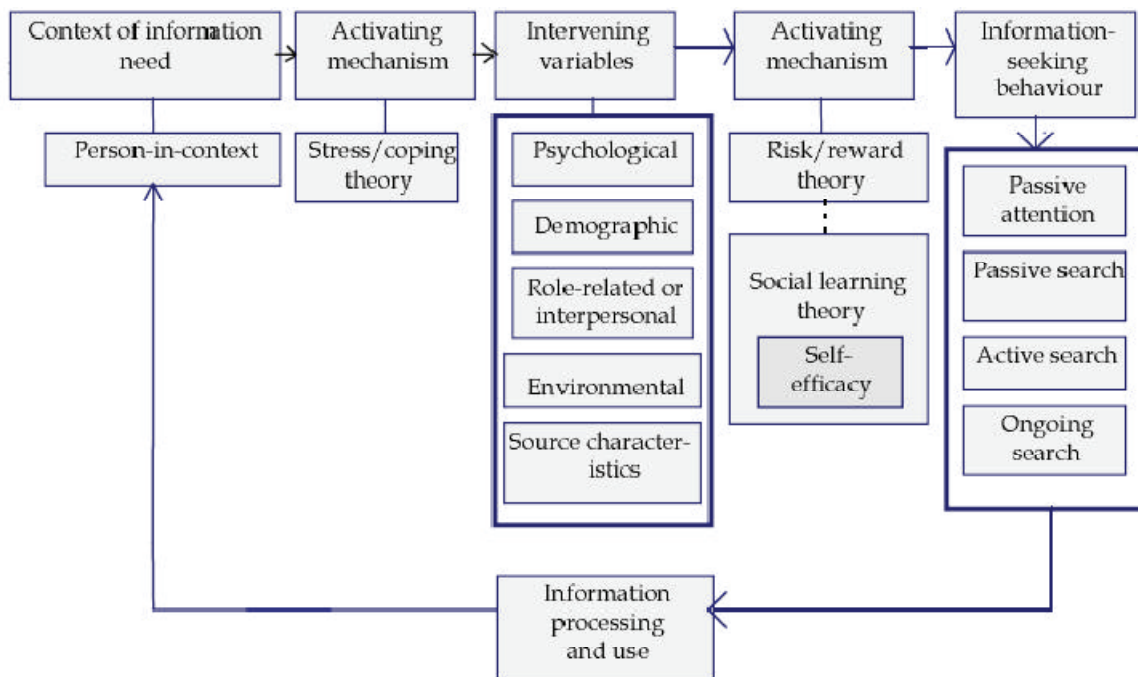 Context of information
need
Activating
mechanism
Intervening
variables
Activating
mechanism
Information-
seeking
behaviour
Person-in-context
Stress/coping
theory
Psychological
Demographic
Role-related or
interpersonal
Environmental
Source character-
istics
Risk/reward
theory
Social learning
theory
Self-
efficacy
Passive
attention
Passive search
Active search
Ongoing
search
Information
processing
and use